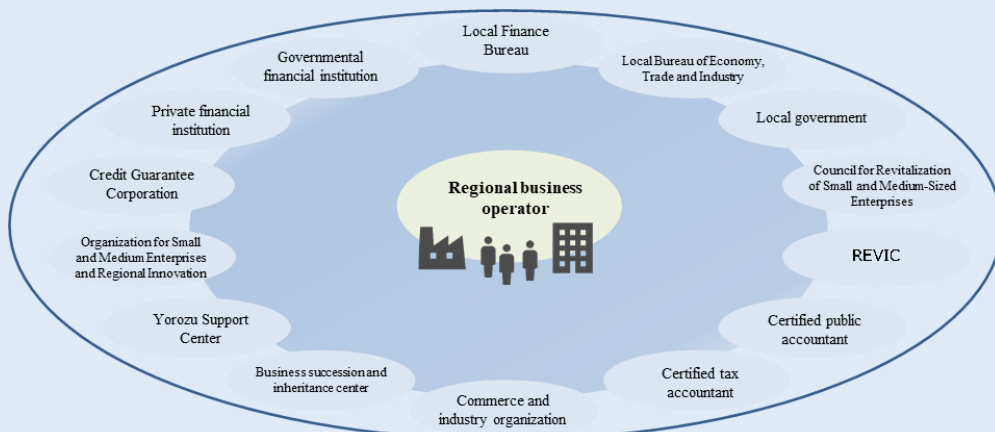 Local Finance
Bureau
Governmental
financial institution
Local Bureau of Economy,
Trade and Industry
Private financial
institution
Local government
Credit Guarantee
Corporation
Regional business
operator
Council for Revitalization
of Small and Medium-Sized
Enterprises
Organization for Small
and Medium Enterprises
and Regional Innovation
REVIC
Yorozu Support
Center
Certified public
accountant
Business succession and
inheritance center
Certified tax
accountant
Commerce and
industry organization